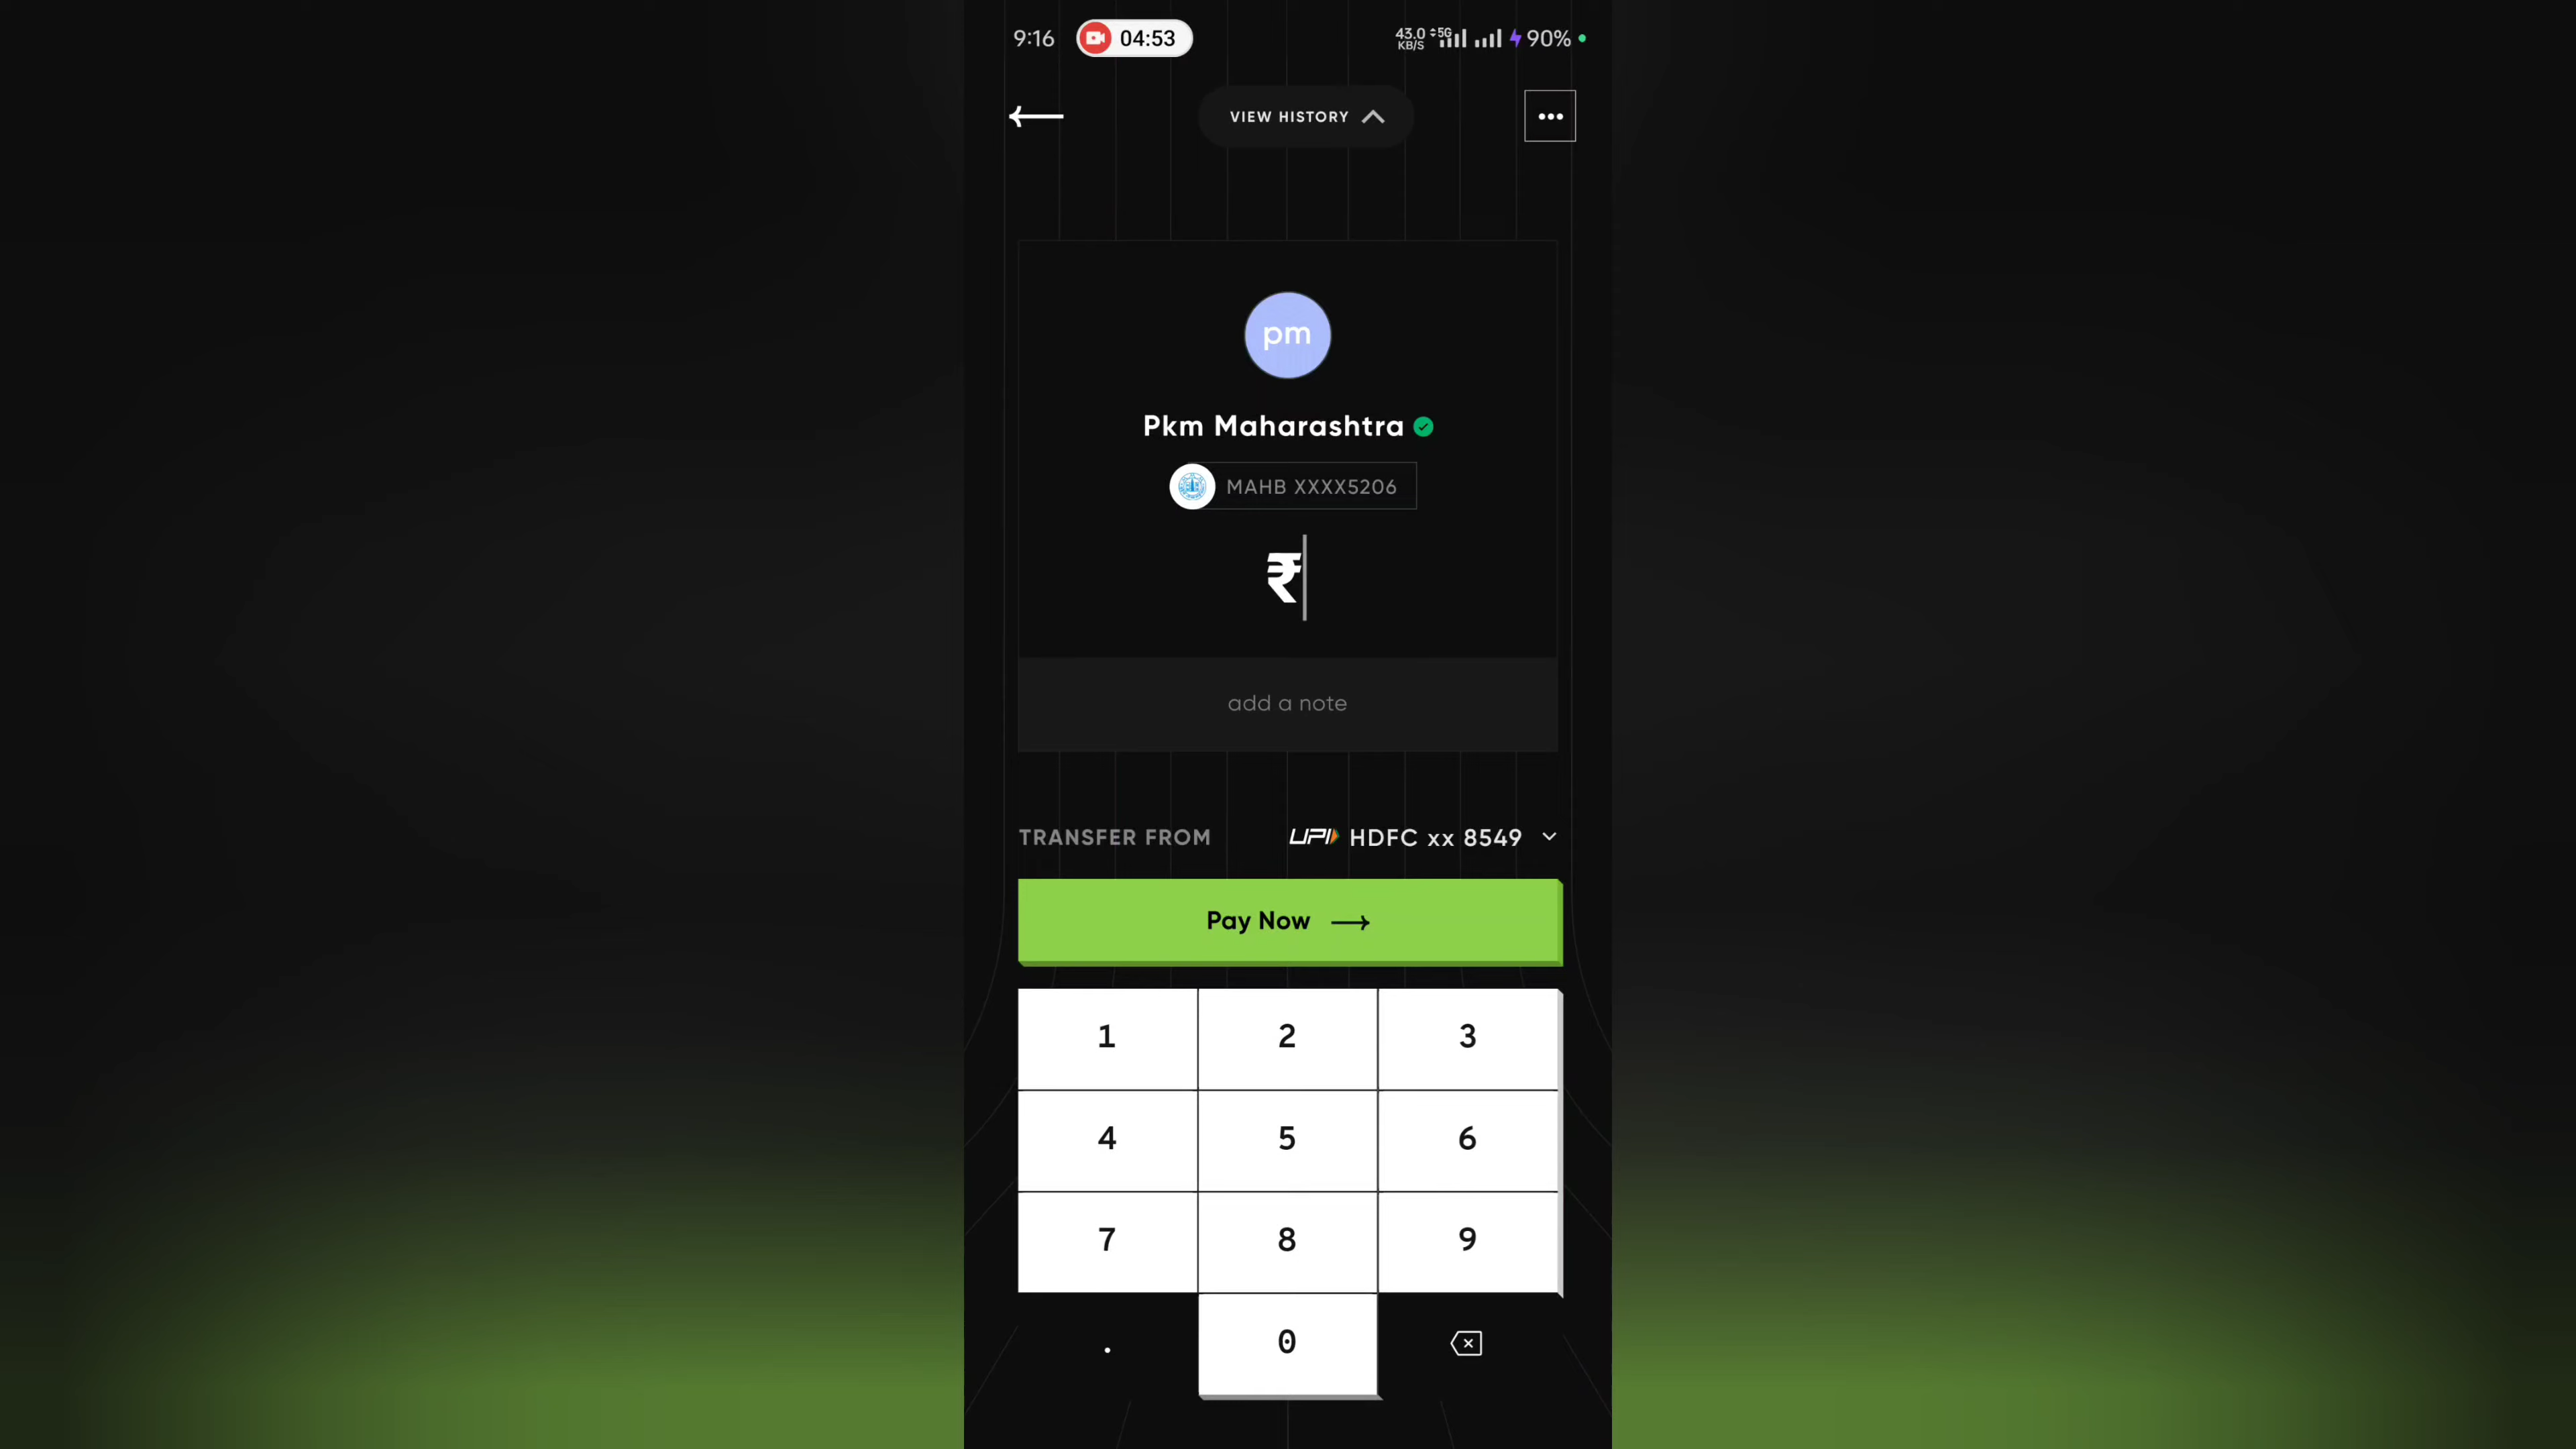 9:16
04:53
43.0 KB/S 5G 90%
VIEW HISTORY
pm
Pkm Maharashtra
MAHB XXXX5206
₹
add a note
TRANSFER FROM UPI HDFC xx 8549
Pay Now
1 2 3
4 5 6
7 8 9
. 0